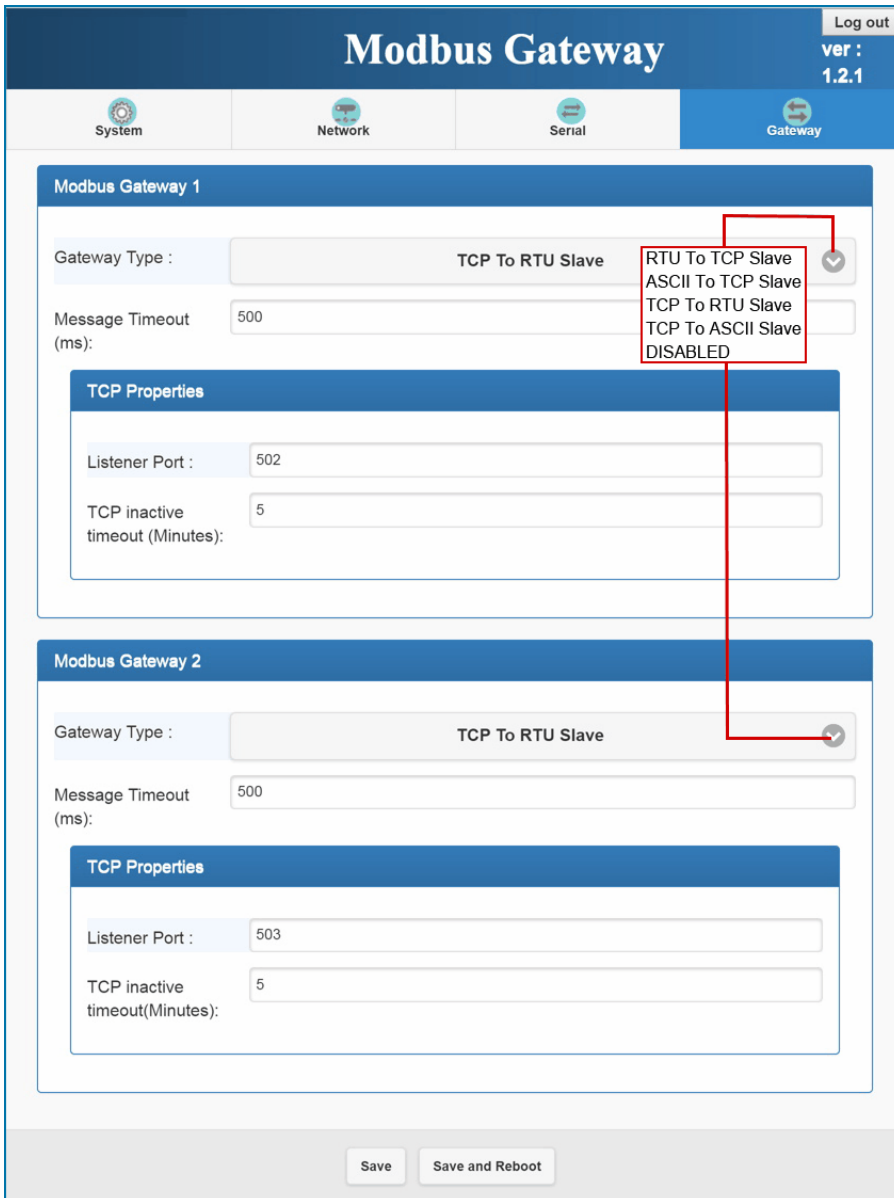 Log out
Modbus Gateway
ver :
1.2.1
System
Network
Serial
Gateway
Modbus Gateway 1
Gateway Type :
TCP To RTU Slave
RTU To TCP Slave
ASCII To TCP Slave
TCP To RTU Slave
TCP To ASCII Slave
DISABLED
Message Timeout
(ms):
500
TCP Properties
Listener Port :
502
TCP inactive
timeout (Minutes):
5
Modbus Gateway 2
Gateway Type :
TCP To RTU Slave
Message Timeout
(ms):
500
TCP Properties
Listener Port :
503
TCP inactive
timeout(Minutes):
5
Save
Save and Reboot